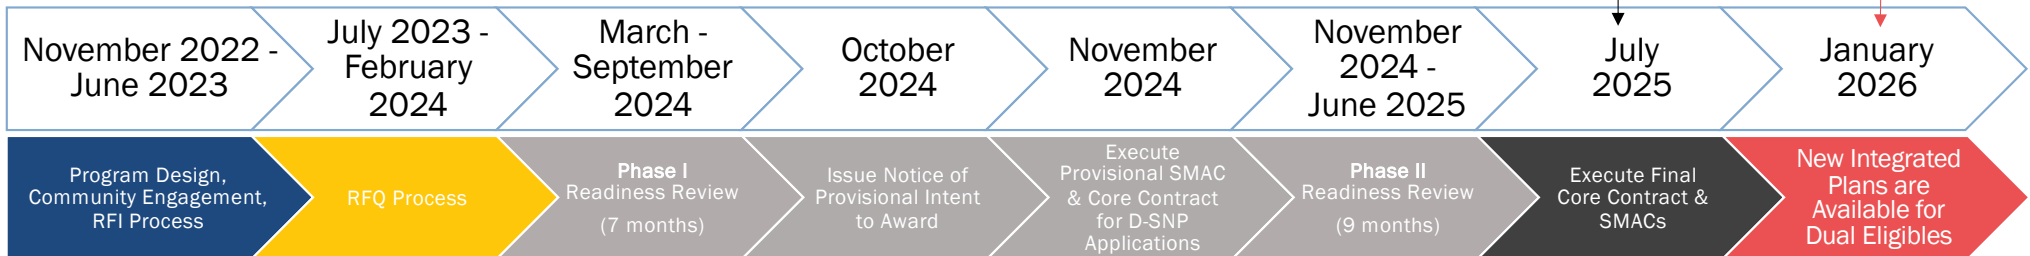 November 2022 -
June 2023
July 2023 -
February
2024
March -
September
2024
October
2024
November
2024
November
2024 -
June 2025
July
2025
January
2026
Program Design,
Community Engagement,
RFI Process
RFQ Process
Phase I
Readiness Review
(7 months)
Issue Notice of
Provisional Intent
to Award
Execute
Provisional SMAC
& Core Contract
for D-SNP
Applications
Phase II
Readiness Review
(9 months)
Execute Final
Core Contract &
SMACs
New Integrated
Plans are
Available for
Dual Eligibles